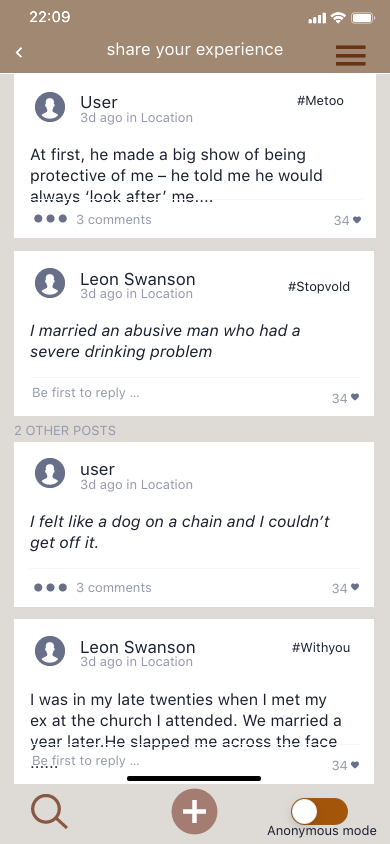 22:09
share your experience
User
#Metoo
3d ago in Location
At first, he made a big show of being
protective of me – he told me he would
always ‘look after’ me....
3 comments
34
Leon Swanson
3d ago in Location
#Stopvold
I married an abusive man who had a
severe drinking problem
Be first to reply ...
34
2 OTHER POSTS
user
3d ago in Location
I felt like a dog on a chain and I couldn’t
get off it.
3 comments
34
Leon Swanson
#Withyou
3d ago in Location
I was in my late twenties when I met my
ex at the church I attended. We married a
year later.He slapped me across the face
......
Be first to reply ...
34
Anonymous mode